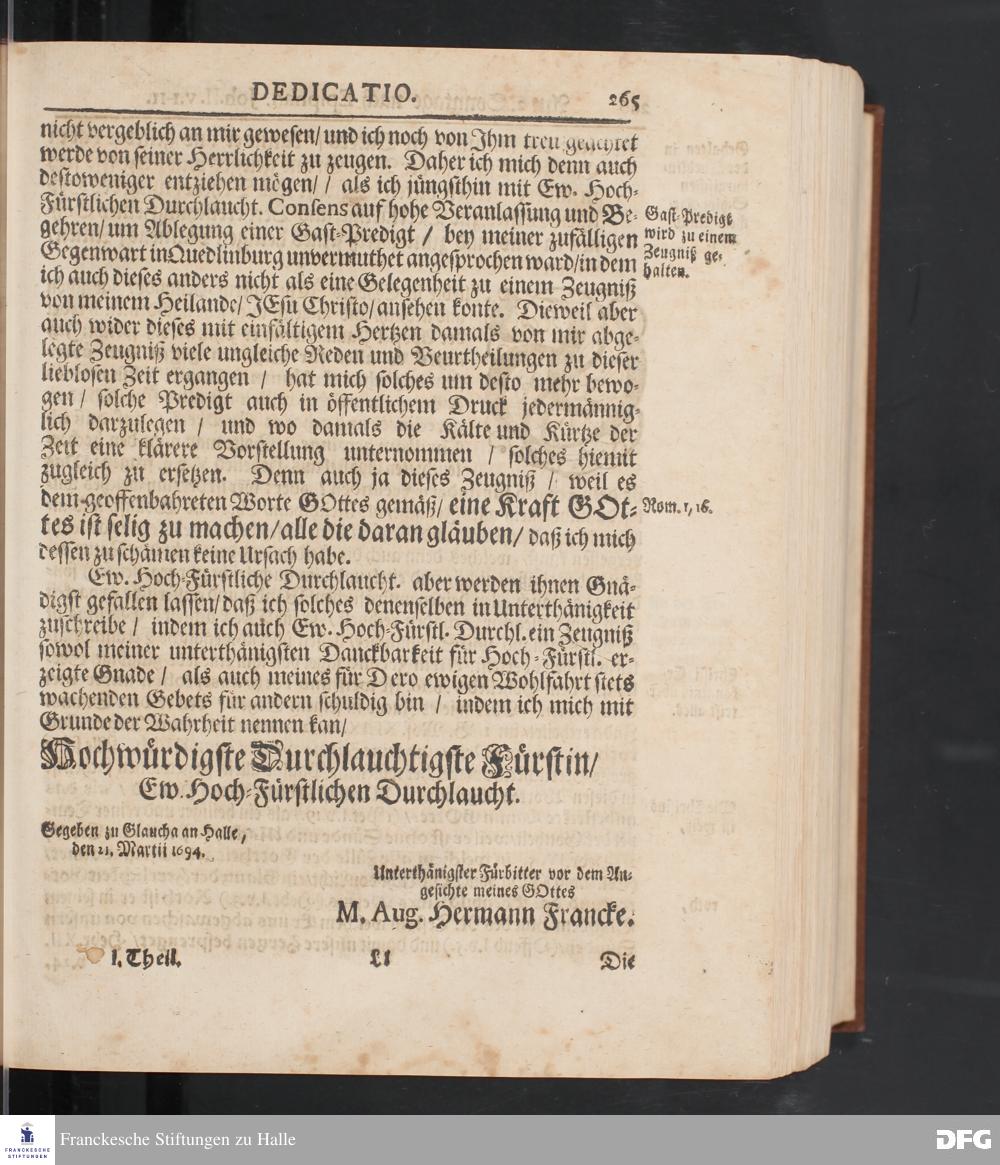 DEDICATIO. 265
nicht vergeblich an mir gewesen/ und ich noch von Ihm treu geachtet
werde von seiner Herrlichkeit zu zeugen. Daher ich mich denn auch
destoweniger entziehen mögen// als ich jüngsthin mit Ew. Hoch-
Fürstlichen Durchlaucht. Consens auf hohe Veranlassung und Be-
gehren/ um Ablegung einer Gast-Predigt / bey meiner zufälligen
Gegenwart in Quedlinburg unvermuthet angesprochen ward/ in dem
ich auch dieses anders nicht als eine Gelegenheit zu einem Zeugniß
von meinem Heilande/ JEsu Christo/ ansehen konte. Dieweil aber
auch wider dieses mit einfältigem Hertzen damals von mir abge-
legte Zeugniß viele ungleiche Reden und Beurtheilungen zu dieser
lieblosen Zeit ergangen / hat mich solches um desto mehr bewo-
gen / solche Predigt auch in öffentlichem Druck jedermännig-
lich darzulegen / und wo damals die Kälte und Kürtze der
Zeit eine klärere Vorstellung unternommen / solches hiemit
zugleich zu ersetzen. Denn auch ja dieses Zeugniß / weil es
dem geoffenbahreten Worte GOttes gemäß/ eine Kraft GOt-
tes ist selig zu machen/ alle die daran gläuben/ daß ich mich
dessen zu schämen keine Ursach habe.
Gast-Predigt
wird zu einem
Zeugniß ge-
halten.
Rom. 1, 16.
Ew. Hoch-Fürstliche Durchlaucht. aber werden ihnen Gnä-
digst gefallen lassen/ daß ich solches denenselben in Unterthänigkeit
zuschreibe / indem ich auch Ew. Hoch-Fürstl. Durchl. ein Zeugniß
sowol meiner unterthänigsten Danckbarkeit für Hoch-Fürstl. er-
zeigte Gnade / als auch meines für Dero ewigen Wohlfahrt stets
wachenden Gebets für andern schuldig bin / indem ich mich mit
Grunde der Wahrheit nennen kan/
Hochwürdigste Durchlauchtigste Fürstin/
Ew. Hoch-Fürstlichen Durchlaucht.
Gegeben zu Glaucha an Halle,
den 21. Martii 1694.
Unterthänigster Fürbitter vor dem An-
gesichte meines GOttes
M. Aug. Hermann Francke.
I. Theil. Ll Die
FRANCKESCHE
STIFTUNGEN
Franckesche Stiftungen zu Halle
DFG